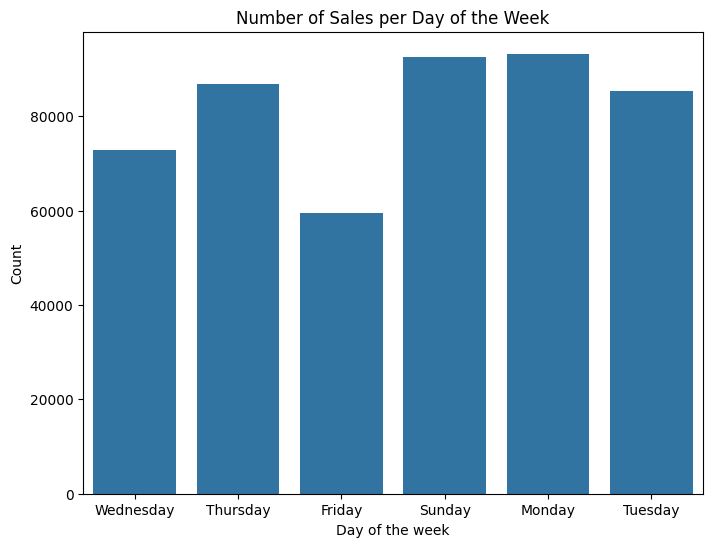 Number of Sales per Day of the Week
Count
80000
60000
40000
20000
0
Wednesday Thursday Friday Sunday Monday Tuesday
Day of the week